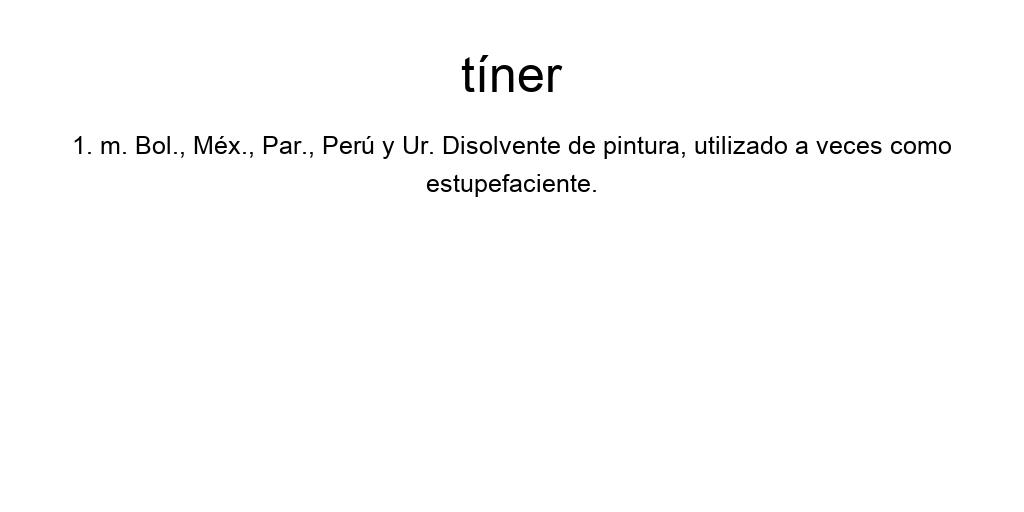 tíner
1. m. Bol., Méx., Par., Perú y Ur. Disolvente de pintura, utilizado a veces como
estupefaciente.